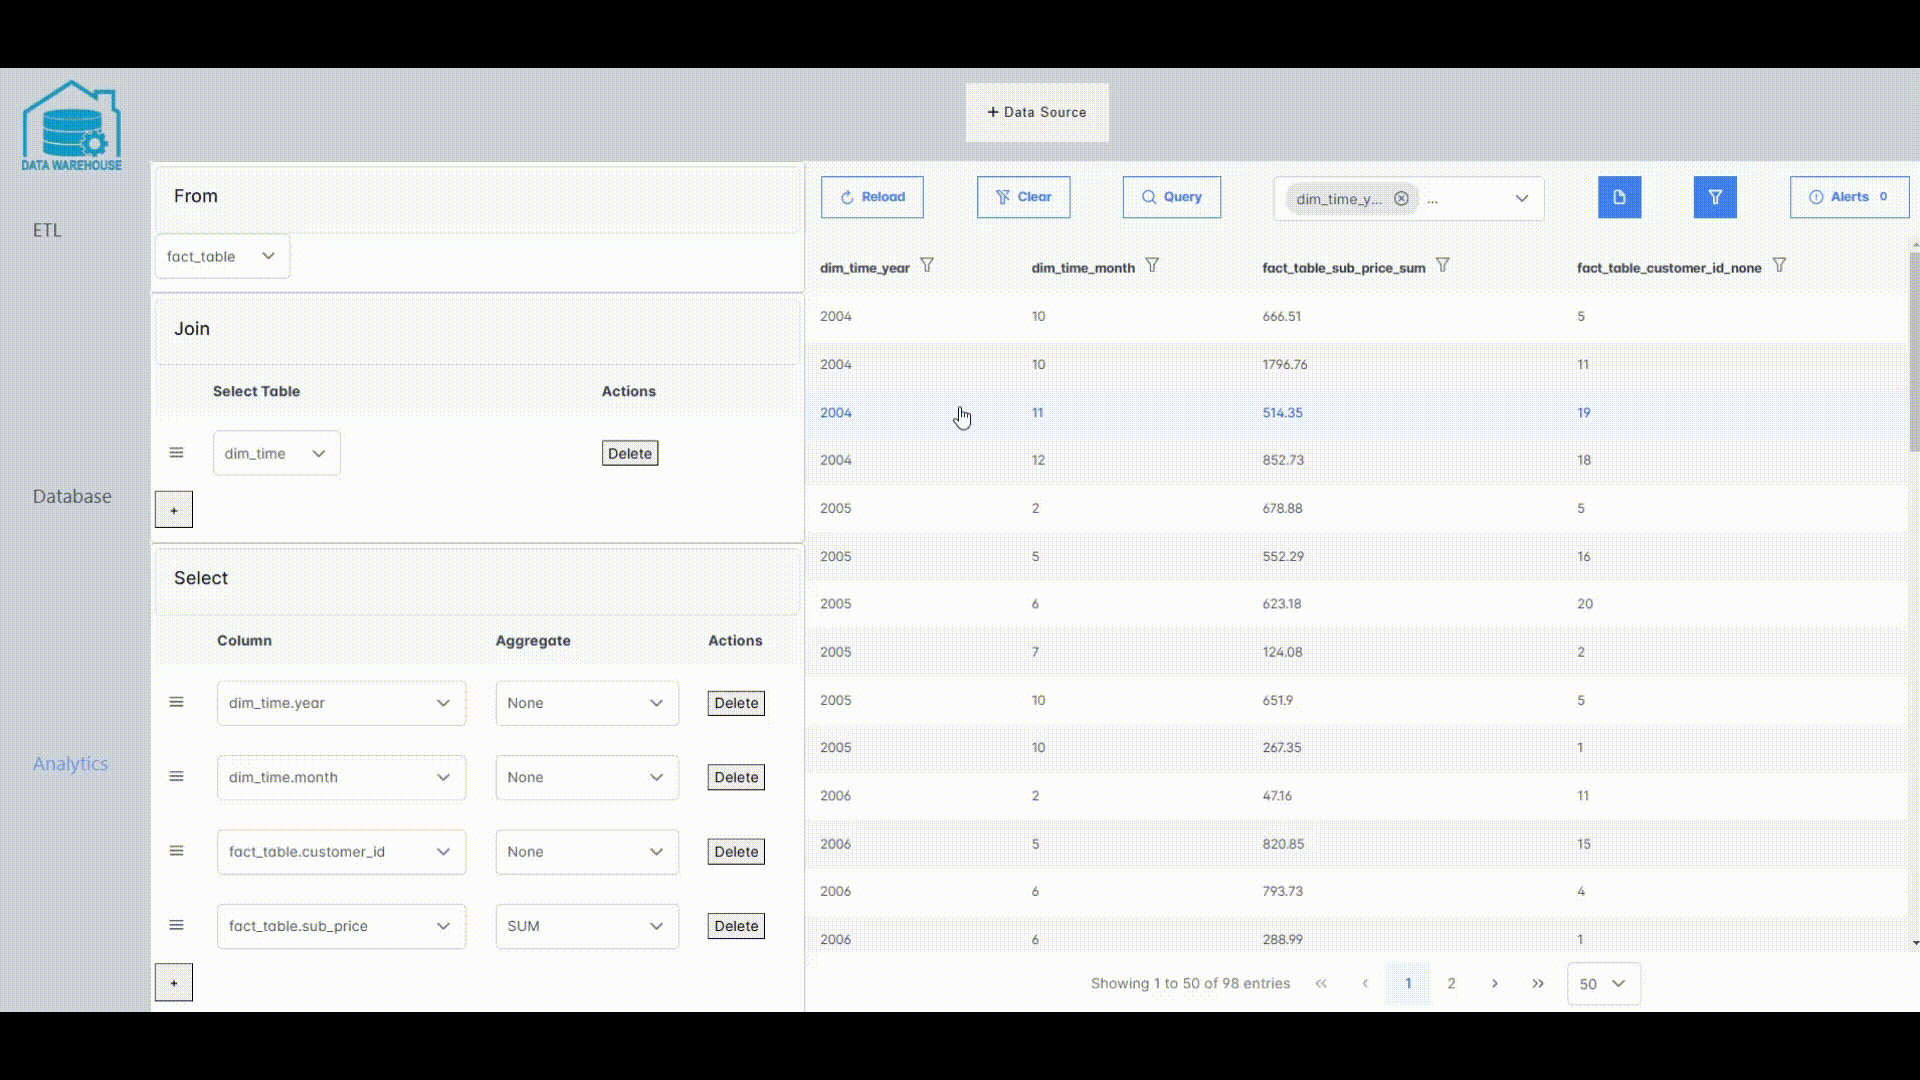 + Data Source
DATA WAREHOUSE
ETL
Database
Analytics
From
fact_table
Join
Select Table Actions
dim_time Delete
+
Select
Column Aggregate Actions
dim_time.year None Delete
dim_time.month None Delete
fact_table.customer_id None Delete
fact_table.sub_price SUM Delete
+
Reload Clear Query dim_time_y... ... Alerts 0
dim_time_year dim_time_month fact_table_sub_price_sum fact_table_customer_id_none
2004 10 666.51 5
2004 10 1796.76 11
2004 11 514.35 19
2004 12 852.73 18
2005 2 678.88 5
2005 5 552.29 16
2005 6 623.18 20
2005 7 124.08 2
2005 10 651.9 5
2005 10 267.35 1
2006 2 47.16 11
2006 5 820.85 15
2006 6 793.73 4
2006 6 288.99 1
Showing 1 to 50 of 98 entries « ‹ 1 2 › » 50